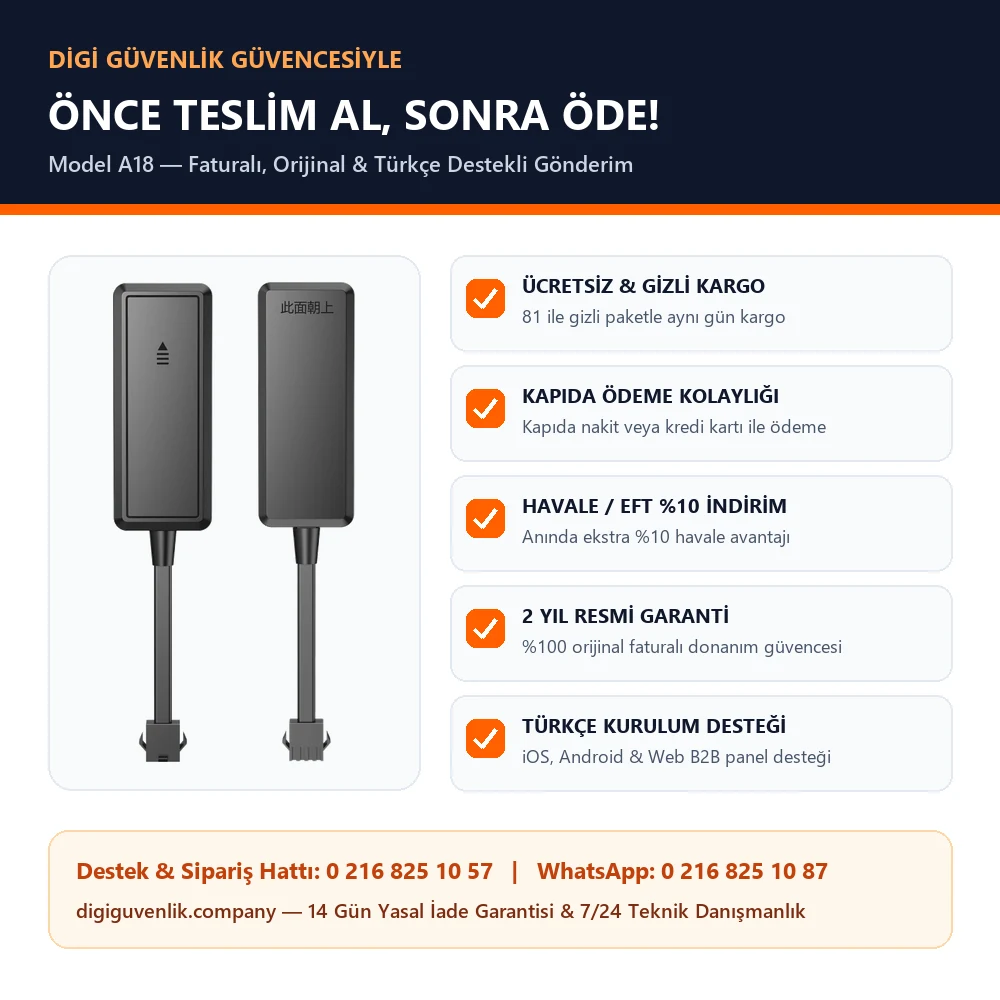 DİGİ GÜVENLİK GÜVENCESİYLE
ÖNCE TESLİM AL, SONRA ÖDE!
Model A18 — Faturalı, Orijinal & Türkçe Destekli Gönderim
此面朝上
ÜCRETSİZ & GİZLİ KARGO
81 ile gizli paketle aynı gün kargo
KAPIDA ÖDEME KOLAYLIĞI
Kapıda nakit veya kredi kartı ile ödeme
HAVALE / EFT %10 İNDİRİM
Anında ekstra %10 havale avantajı
2 YIL RESMİ GARANTİ
%100 orijinal faturalı donanım güvencesi
TÜRKÇE KURULUM DESTEĞİ
iOS, Android & Web B2B panel desteği
Destek & Sipariş Hattı: 0 216 825 10 57 | WhatsApp: 0 216 825 10 87
digiguvenlik.company — 14 Gün Yasal İade Garantisi & 7/24 Teknik Danışmanlık